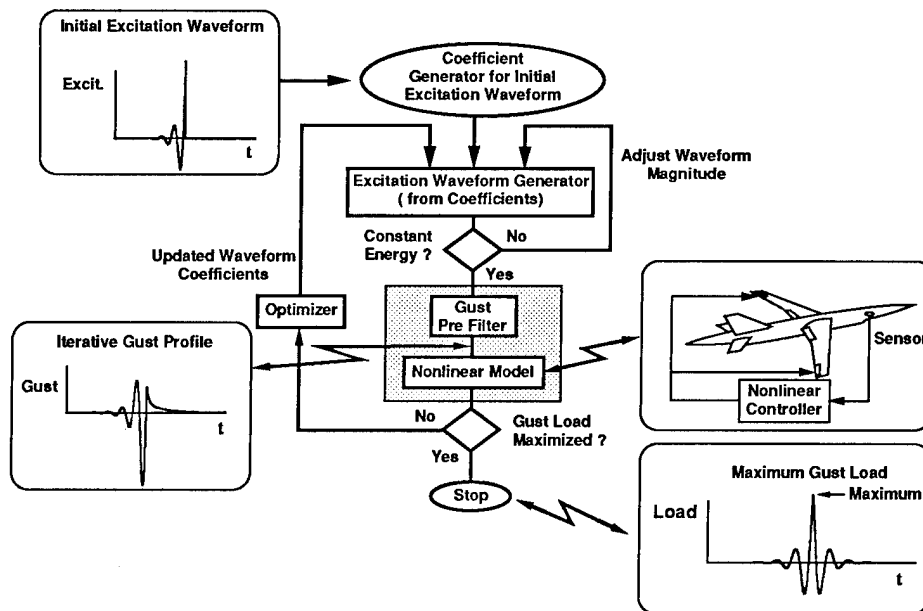 Initial Excitation Waveform
Excit.
t
Coefficient
Generator for Initial
Excitation Waveform
Adjust Waveform
Magnitude
Excitation Waveform Generator
( from Coefficients)
Constant
Energy ?
No
Yes
Updated Waveform
Coefficients
Optimizer
Gust
Pre Filter
Nonlinear Model
Iterative Gust Profile
Gust
t
Sensor
Nonlinear
Controller
No
Gust Load
Maximized ?
Yes
Stop
Maximum Gust Load
Maximum
Load
t